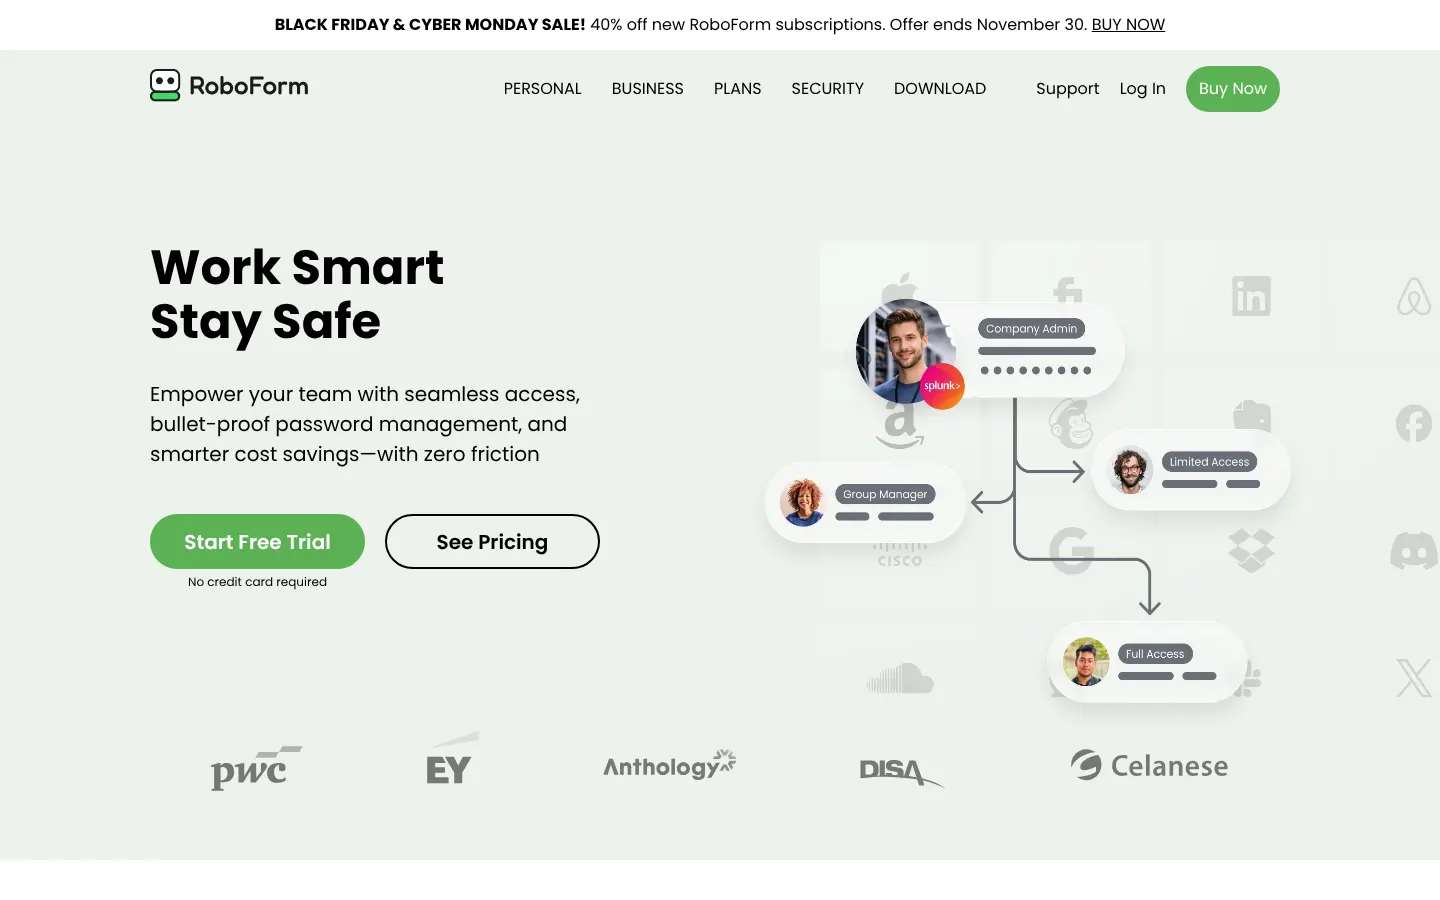 BLACK FRIDAY & CYBER MONDAY SALE! 40% off new RoboForm subscriptions. Offer ends November 30. BUY NOW
RoboForm
PERSONAL
BUSINESS
PLANS
SECURITY
DOWNLOAD
Support
Log In
Buy Now
Work Smart
Stay Safe
Empower your team with seamless access,
bullet-proof password management, and
smarter cost savings—with zero friction
Start Free Trial
See Pricing
No credit card required
Company Admin
splunk>
Limited Access
Group Manager
CISCO
Full Access
pwc
EY
Anthology
DISA
Celanese